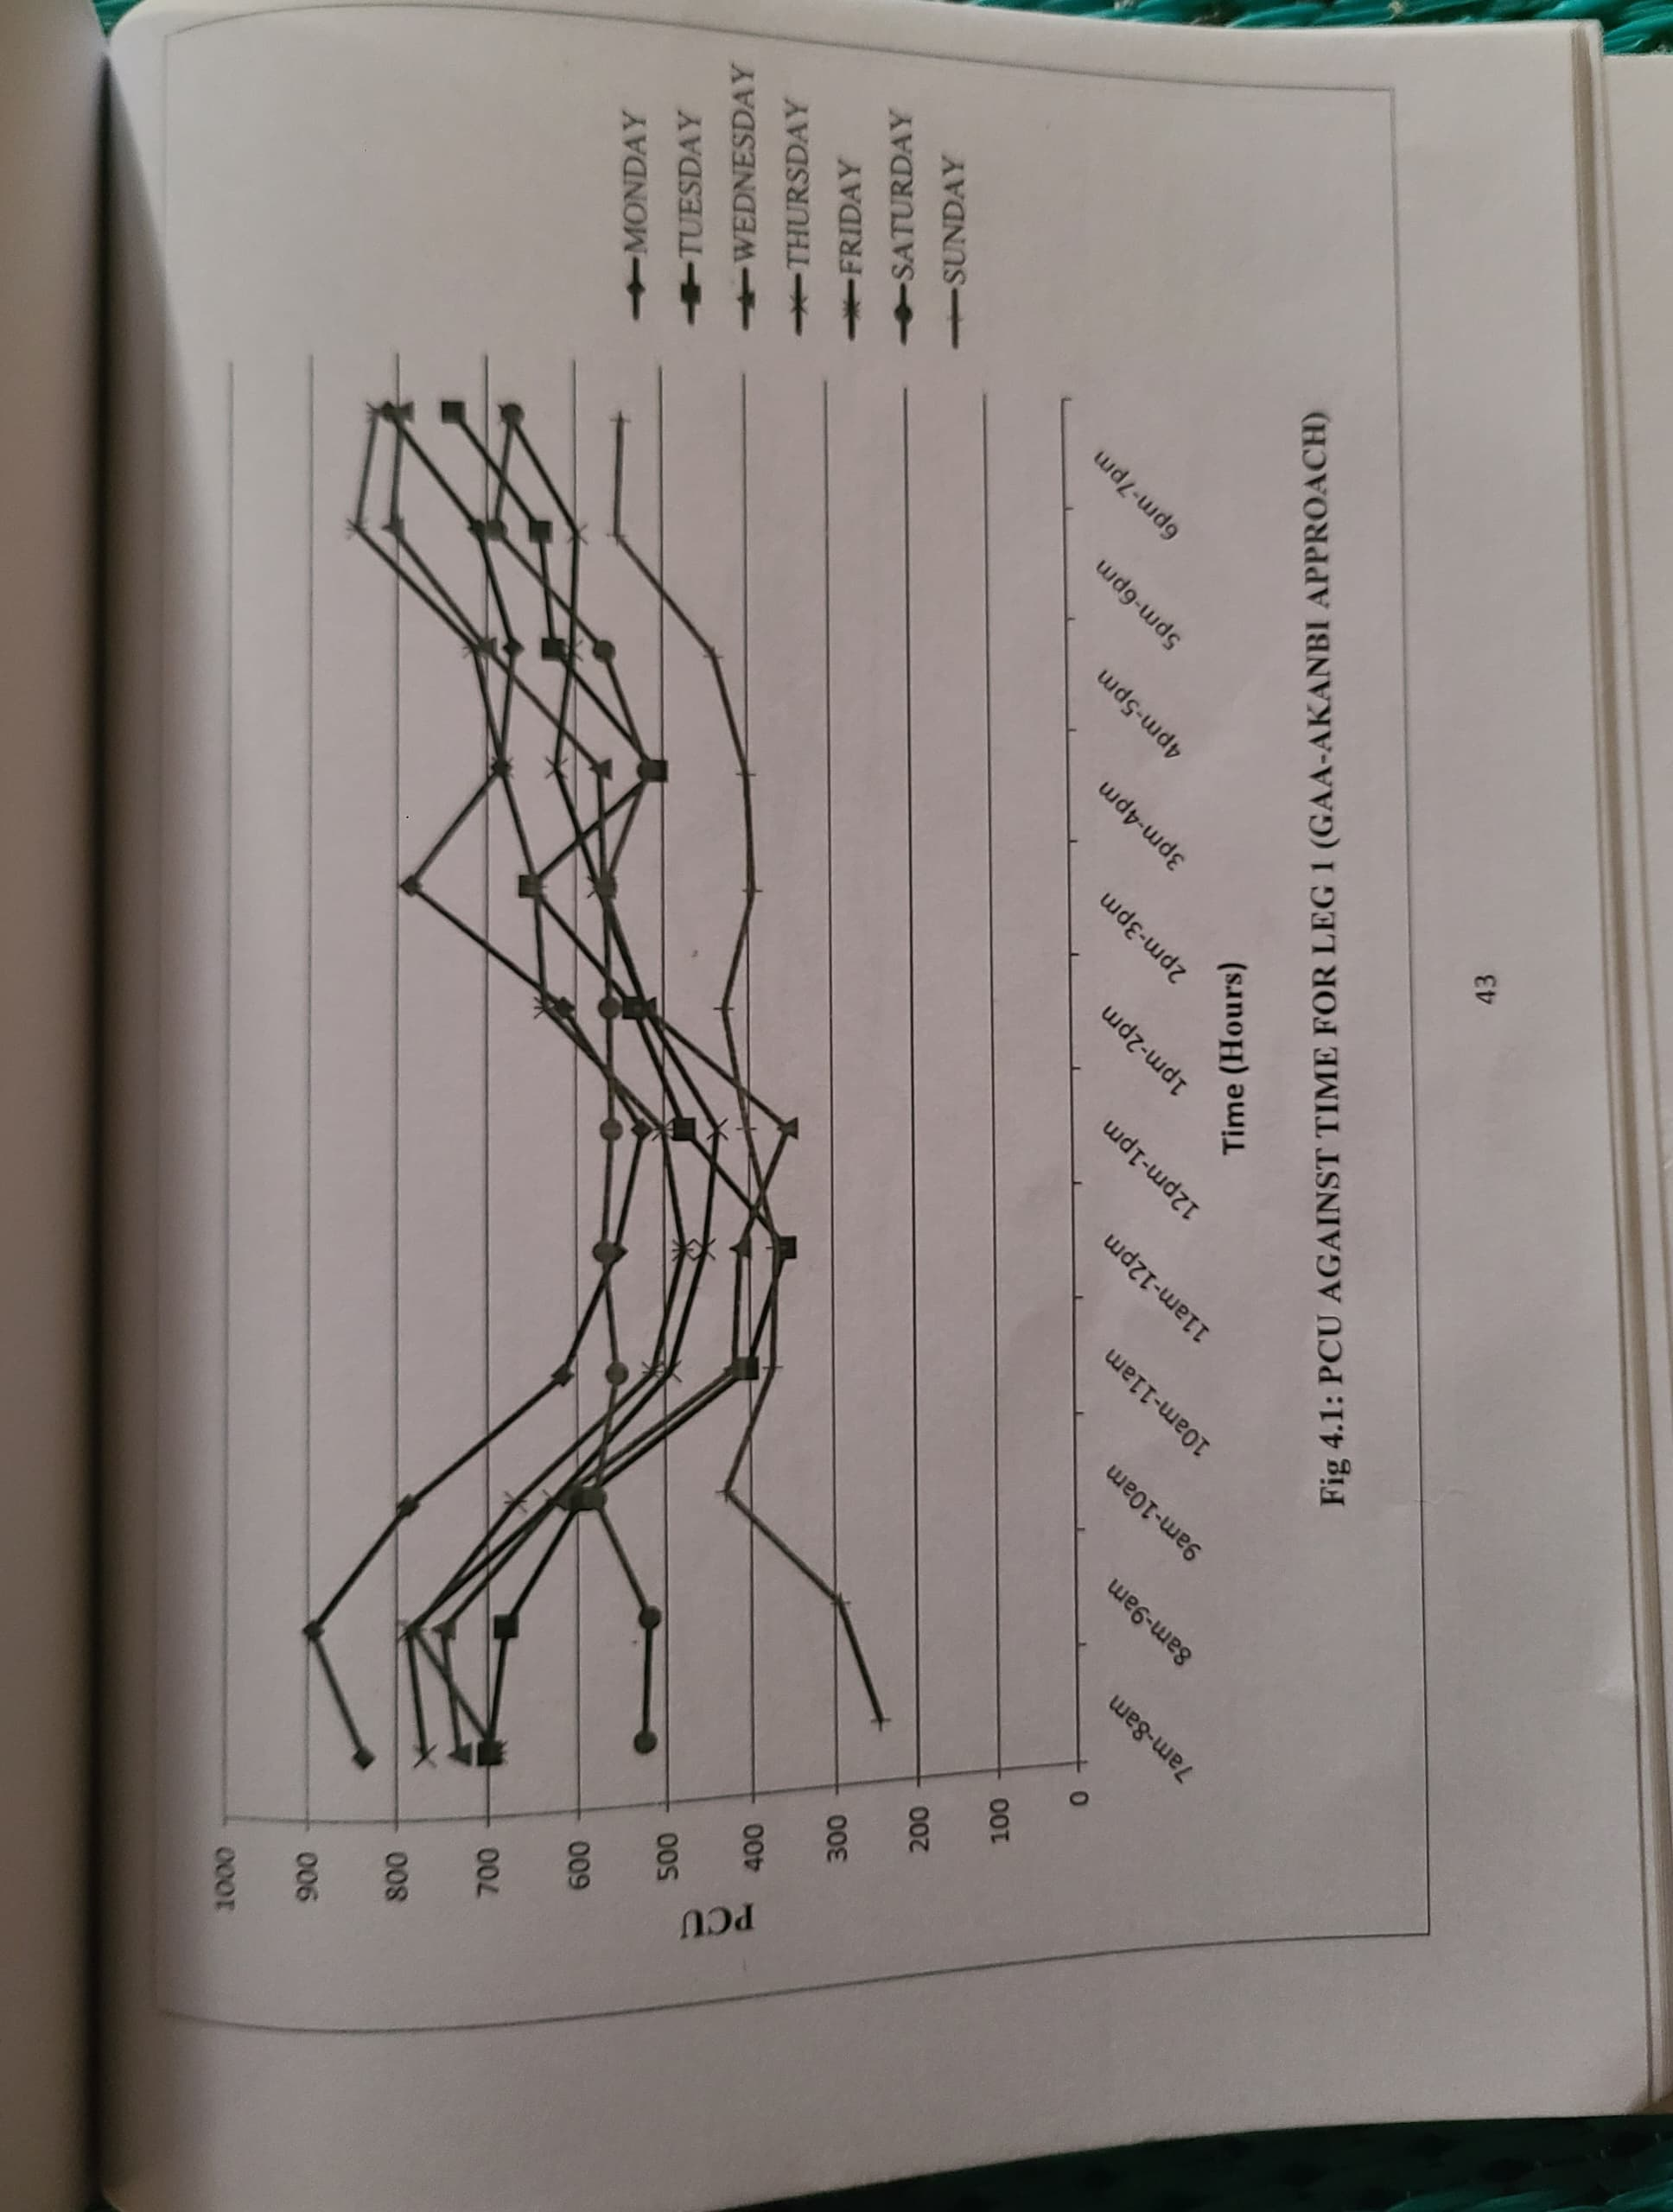 1000
900
800
700
600
500
400
300
200
100
0
PCU
7am-8am
8am-9am
9am-10am
10am-11am
11am-12pm
12pm-1pm
1pm-2pm
2pm-3pm
3pm-4pm
4pm-5pm
5pm-6pm
6pm-7pm
Time (Hours)
MONDAY
TUESDAY
WEDNESDAY
THURSDAY
FRIDAY
SATURDAY
SUNDAY
Fig 4.1: PCU AGAINST TIME FOR LEG 1 (GAA-AKANBI APPROACH)
43